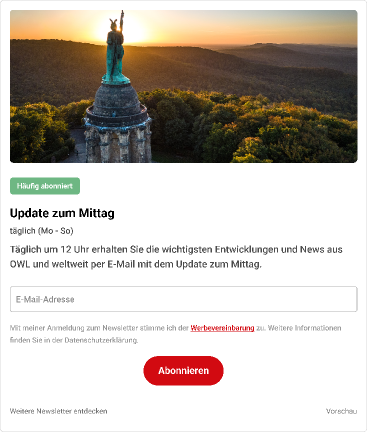 Häufig abonniert
Update zum Mittag
täglich (Mo - So)
Täglich um 12 Uhr erhalten Sie die wichtigsten Entwicklungen und News aus
OWL und weltweit per E-Mail mit dem Update zum Mittag.
E-Mail-Adresse
Mit meiner Anmeldung zum Newsletter stimme ich der Werbevereinbarung zu. Weitere Informationen
finden Sie in der Datenschutzerklärung.
Abonnieren
Weitere Newsletter entdecken
Vorschau